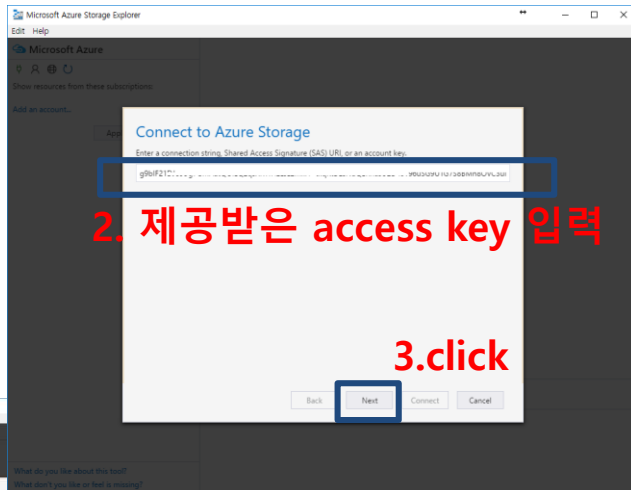 Microsoft Azure Storage Explorer
Edit Help
Microsoft Azure
Show resources from these subscriptions:
Add an account...
Connect to Azure Storage
Enter a connection string, Shared Access Signature (SAS) URI, or an account key.
2. 제공받은 access key 입력
3.click
Back Next Connect Cancel
What do you like about this tool?
What don't you like or feel is missing?